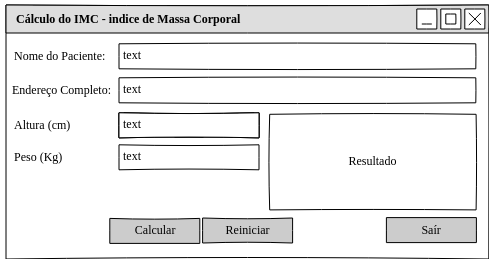 Cálculo do IMC - indice de Massa Corporal
Nome do Paciente: text
Endereço Completo: text
Altura (cm) text
Peso (Kg) text
Resultado
Calcular Reiniciar Saír